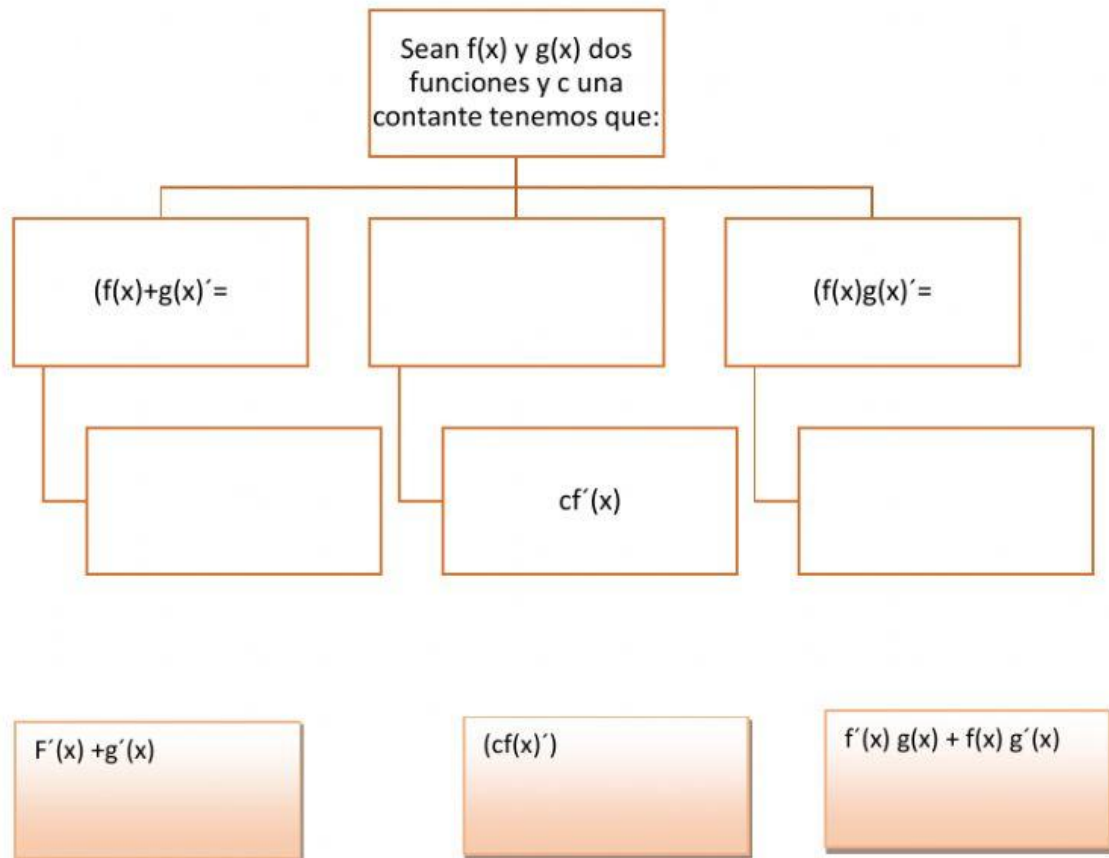 Sean f(x) y g(x) dos
funciones y c una
contante tenemos que:
(f(x)+g(x)´=
(f(x)g(x)´=
cf´(x)
F´(x) +g´(x)
(cf(x)´)
f´(x) g(x) + f(x) g´(x)